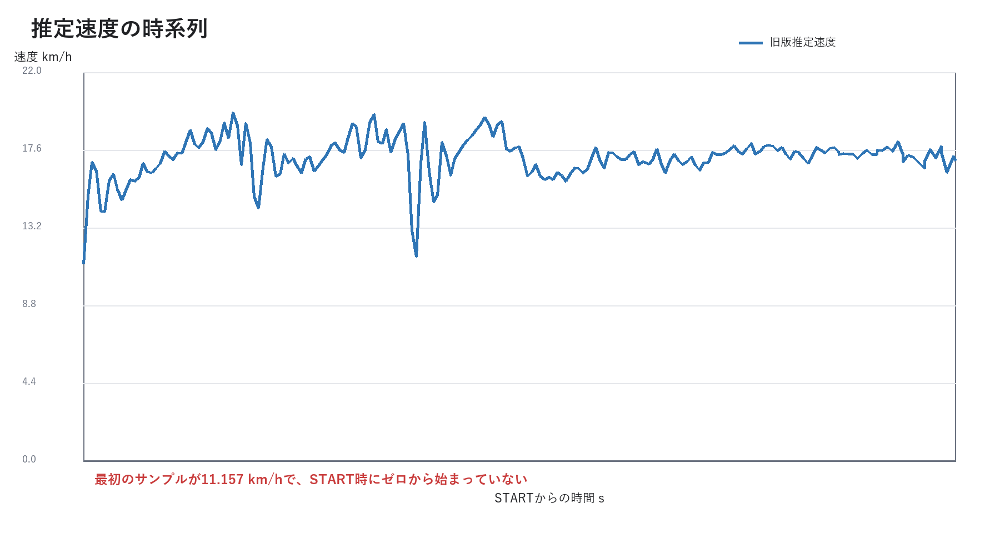 推定速度の時系列
旧版推定速度
速度 km/h
22.0
17.6
13.2
8.8
4.4
0.0
最初のサンプルが11.157 km/hで、START時にゼロから始まっていない
STARTからの時間 s